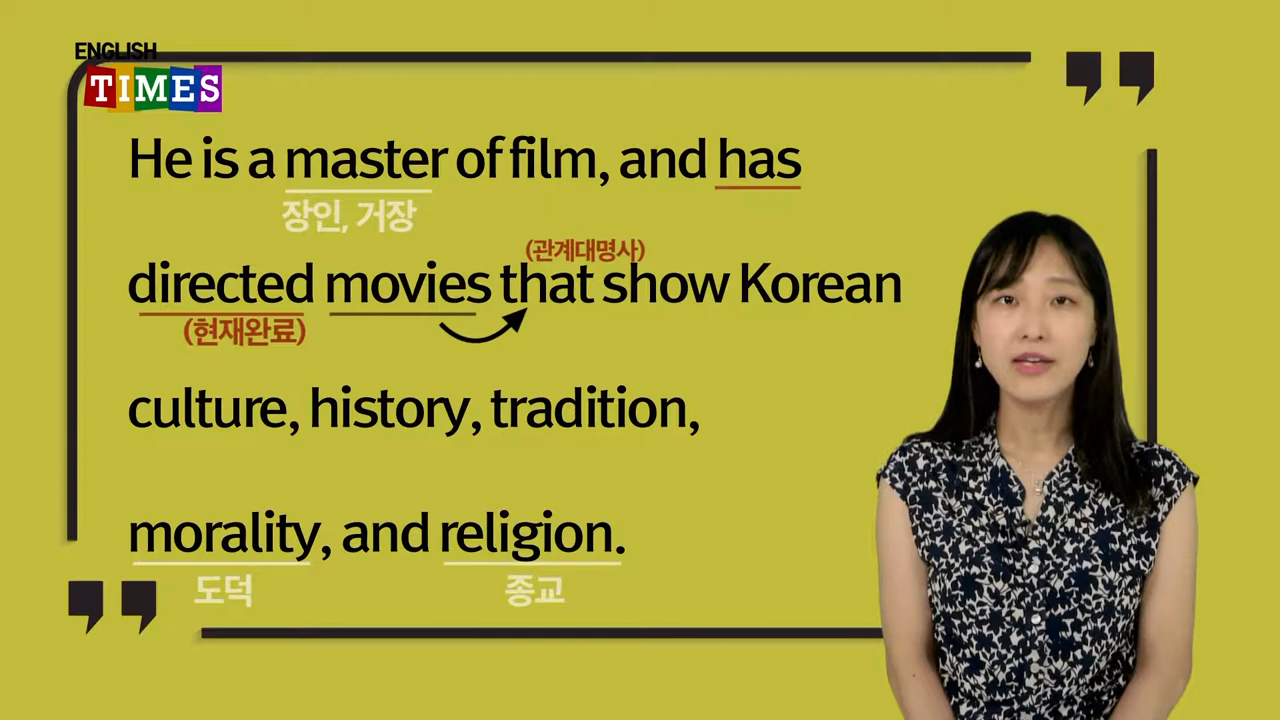 ENGLISH
TIMES
He is a master of film, and has
장인, 거장
(관계대명사)
directed movies that show Korean
(현재완료)
culture, history, tradition,
morality, and religion.
도덕 종교